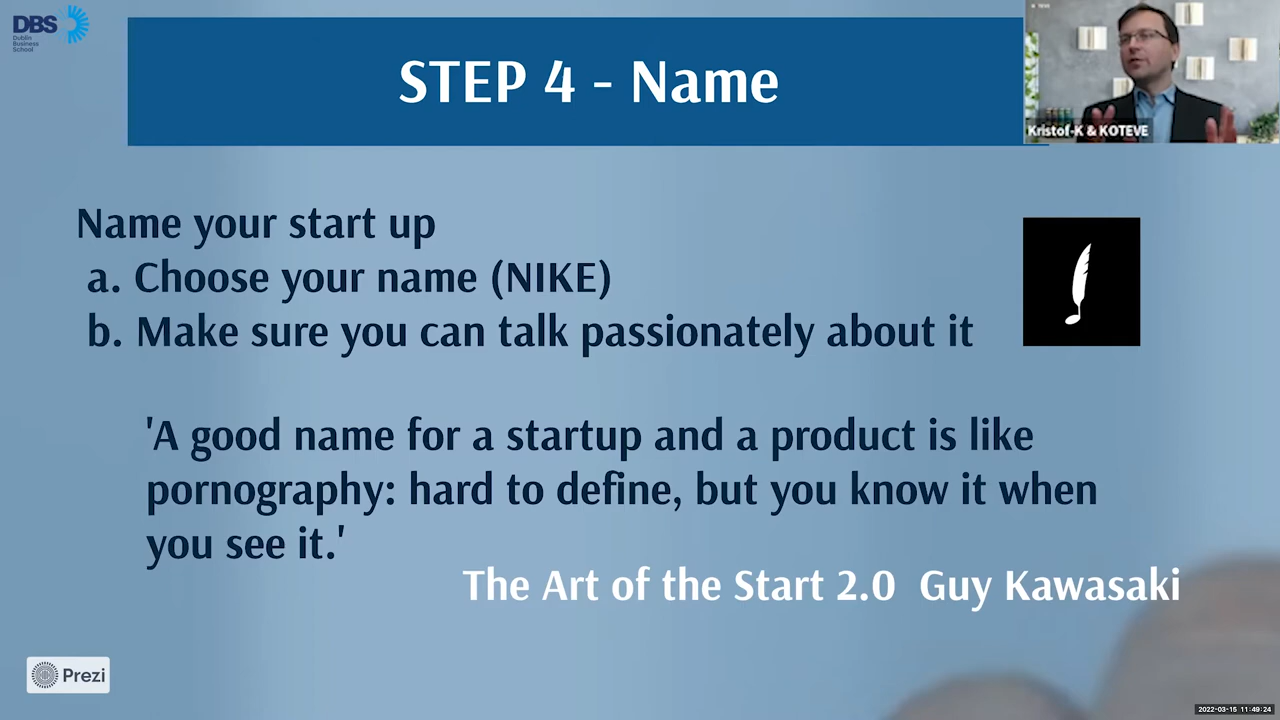 DBS
Dublin
Business
School
STEP 4 - Name
Kristof-K & KOTEVE
Name your start up
a. Choose your name (NIKE)
b. Make sure you can talk passionately about it
'A good name for a startup and a product is like
pornography: hard to define, but you know it when
you see it.'
The Art of the Start 2.0 Guy Kawasaki
Prezi
2022-03-15 11:49:24